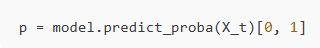 p = model.predict_proba(X_t)[0, 1]